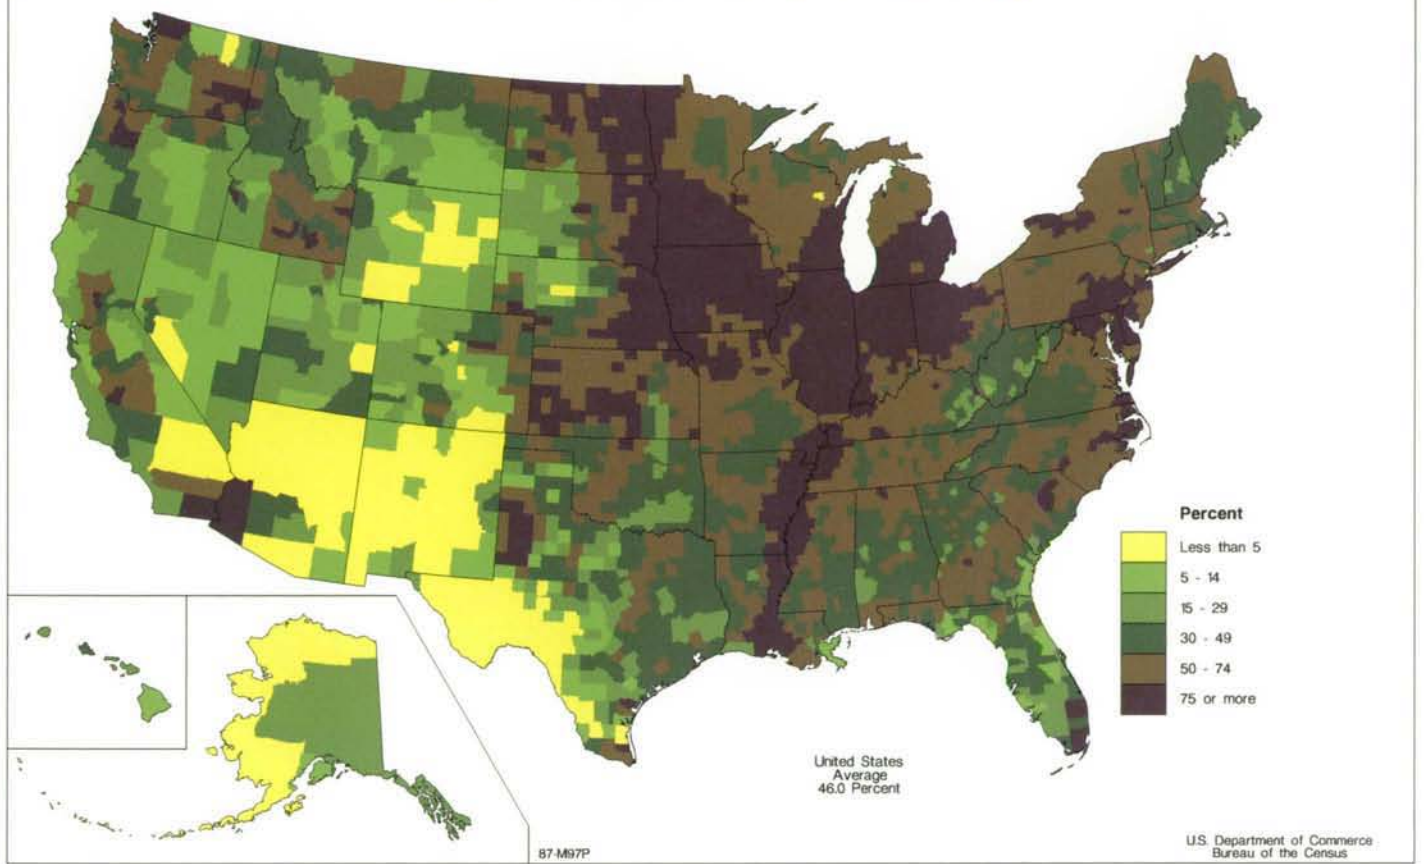 Percent
Less than 5
5 - 14
15 - 29
30 - 49
50 - 74
75 or more
United States
Average
46.0 Percent
87-M97P
U.S. Department of Commerce
Bureau of the Census